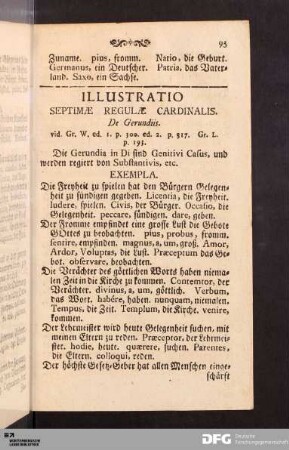 95
Zuname. pius, fromm. Natio, die Geburt.
Germanus, ein Deutscher. Patria, das Vater-
land. Saxo, ein Sachse.
ILLUSTRATIO
SEPTIMÆ REGULÆ CARDINALIS.
De Gerundiis.
vid. Gr. W. ed. 1. p. 300. ed. 2. p. 517. Gr. L.
p. 193.
Die Gerundia in Di sind Genitivi Casus, und
werden regiert von Substantivis, etc.
EXEMPLA.
Die Freyheit zu spielen hat den Bürgern Gelegen-
heit zu sündigen gegeben. Licentia, die Freyheit,
ludere, spielen. Civis, der Bürger. Occasio, die
Gelegenheit. peccare, sündigen. dare, geben.
Der Fromme empfindet eine grosse Lust die Gebote
GOttes zu beobachten. pius, probus, fromm.
sentire, empfinden. magnus, a, um, groß. Amor,
Ardor, Voluptas, die Lust. Præceptum das Ge-
bot. observare, beobachten.
Die Verächter des göttlichen Worts haben niema-
len Zeit in die Kirche zu kommen. Contemtor, der
Verächter. divinus, a, um, göttlich. Verbum,
das Wort. habére, haben. nunquam, niemalen.
Tempus, die Zeit. Templum, die Kirche. venire,
kommen.
Der Lehrmeister wird heute Gelegenheit suchen, mit
meinen Eltern zu reden. Præceptor, der Lehrmei-
ster. hodie, heute. quærere, suchen. Parentes,
die Eltern. colloqui, reden.
Der höchste Gesetz-Geber hat allen Menschen einge-
schärft
DFG Deutsche
Forschungsgemeinschaft